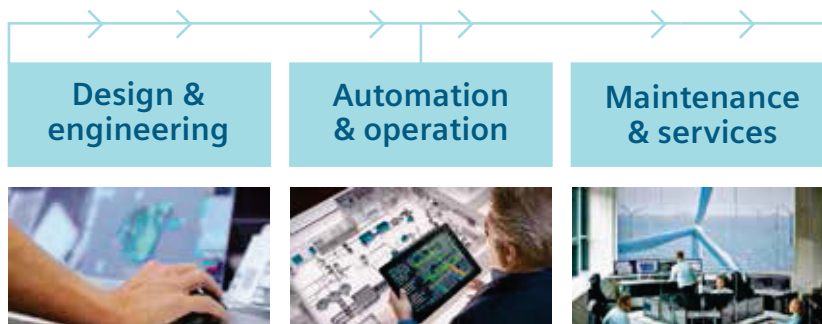 Design &
engineering
Automation
& operation
Maintenance
& services